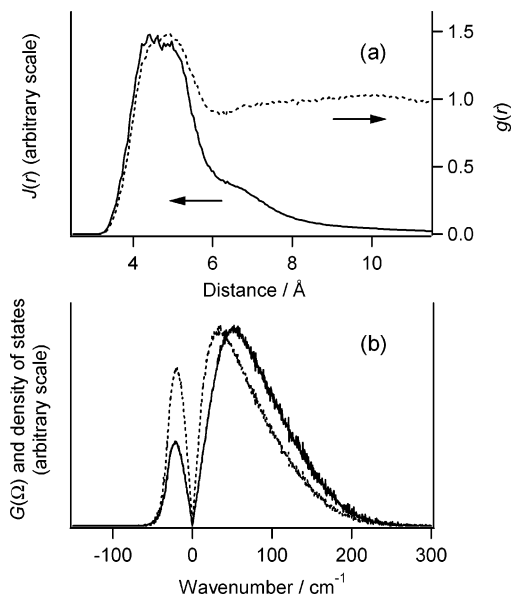 (a)
J(r) (arbitrary scale)
g(r)
1.5
1.0
0.5
0.0
4 6 8 10
Distance / Å
(b)
G(Ω) and density of states
(arbitrary scale)
-100 0 100 200 300
Wavenumber / cm⁻¹